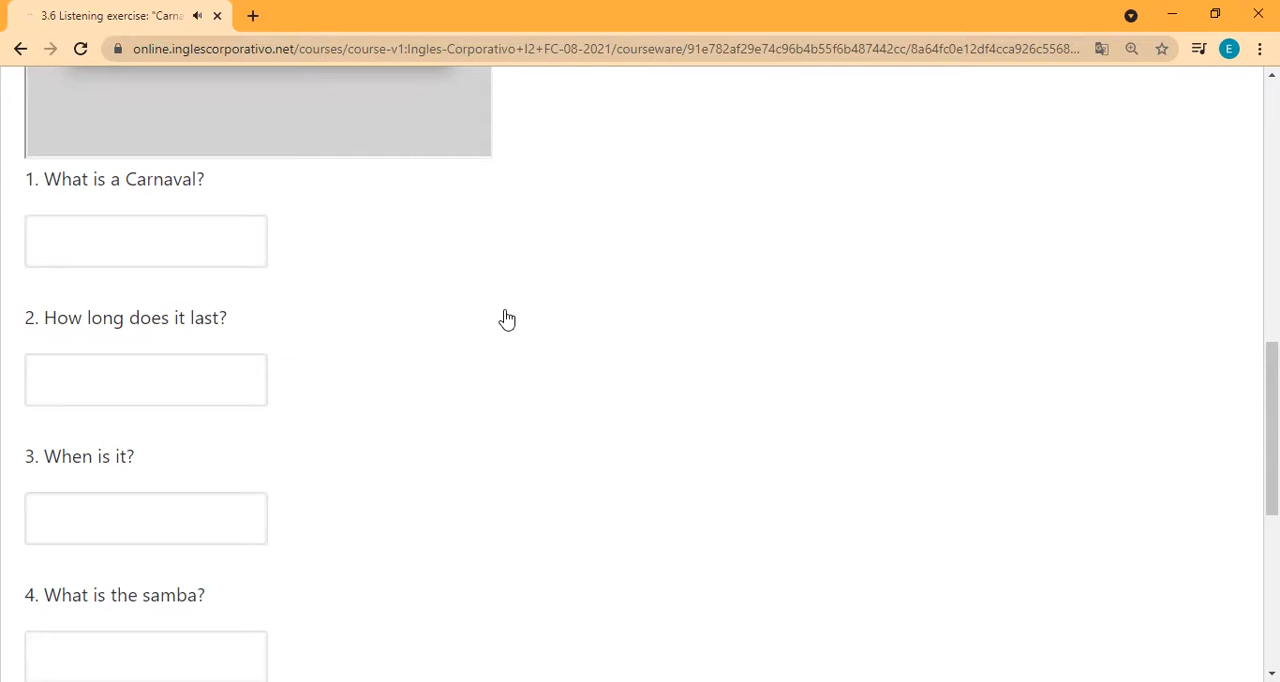 3.6 Listening exercise: "Carna
online.inglescorporativo.net/courses/course-v1:Ingles-Corporativo+I2+FC-08-2021/courseware/91e782af29e74c96b4b55f6b487442cc/8a64fc0e12df4cca926c5568...
E
1. What is a Carnaval?
2. How long does it last?
3. When is it?
4. What is the samba?